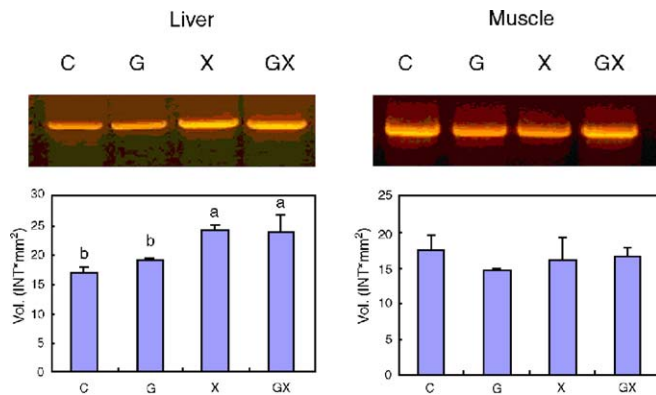 Liver
C G X GX
30
25
20
15
10
5
0
Vol. (INT*mm²)
b b a a
C G X GX
Muscle
C G X GX
25
20
15
10
5
0
Vol. (INT*mm²)
C G X GX